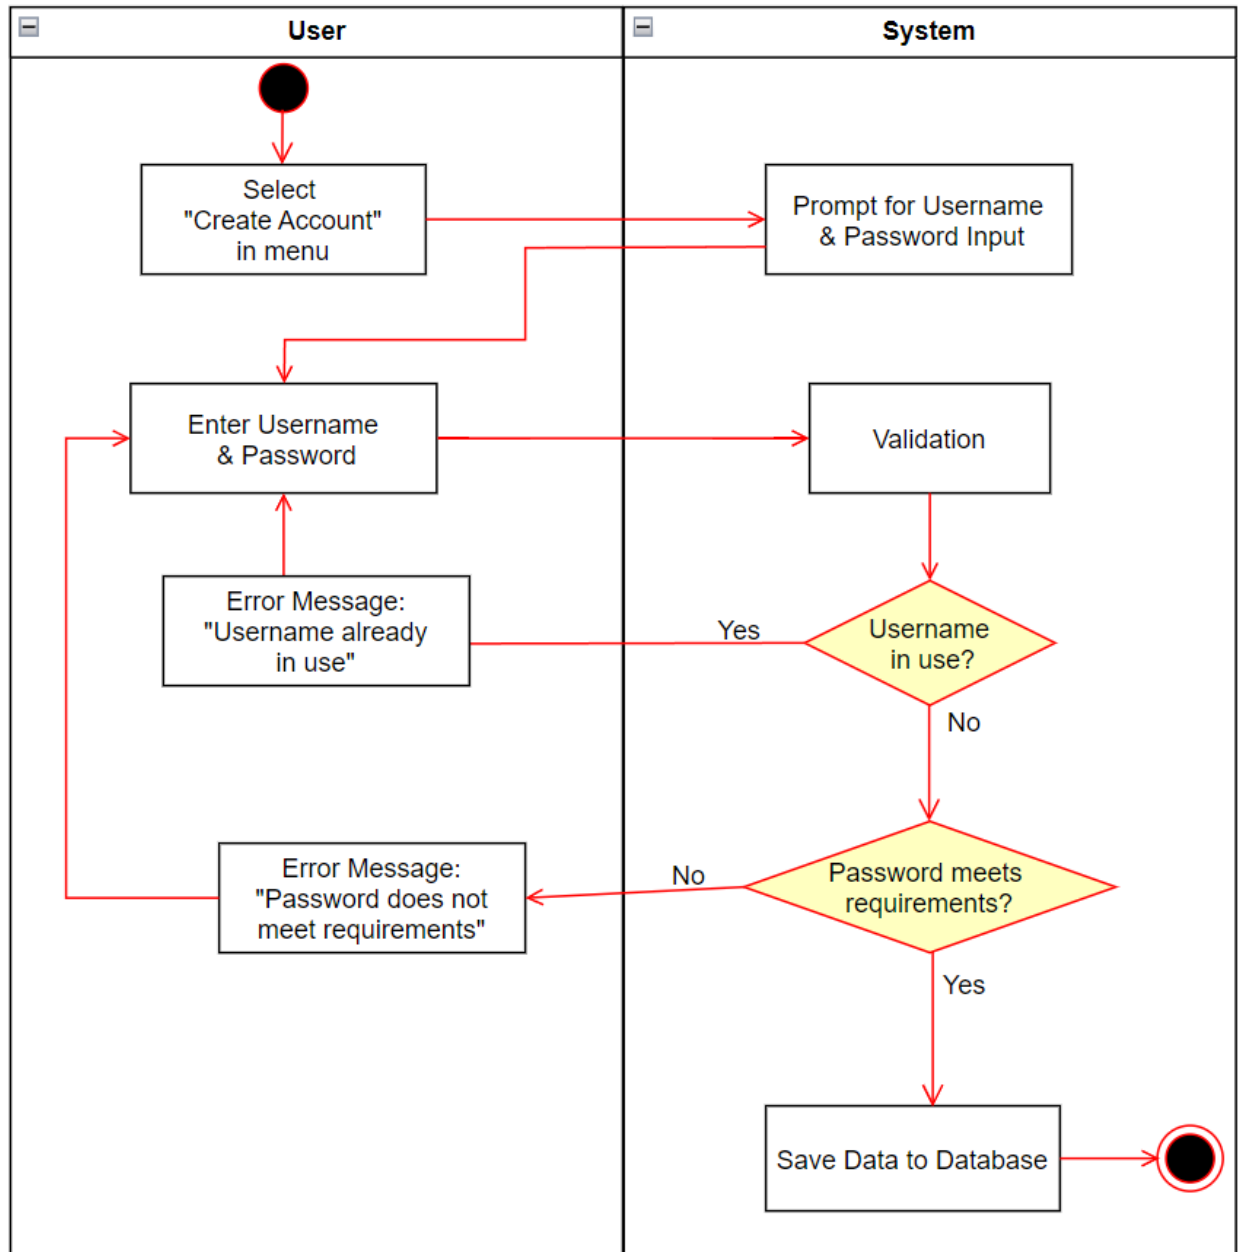 User
System
Select
"Create Account"
in menu
Prompt for Username
& Password Input
Enter Username
& Password
Validation
Error Message:
"Username already
in use"
Yes
Username
in use?
No
Error Message:
"Password does not
meet requirements"
No
Password meets
requirements?
Yes
Save Data to Database